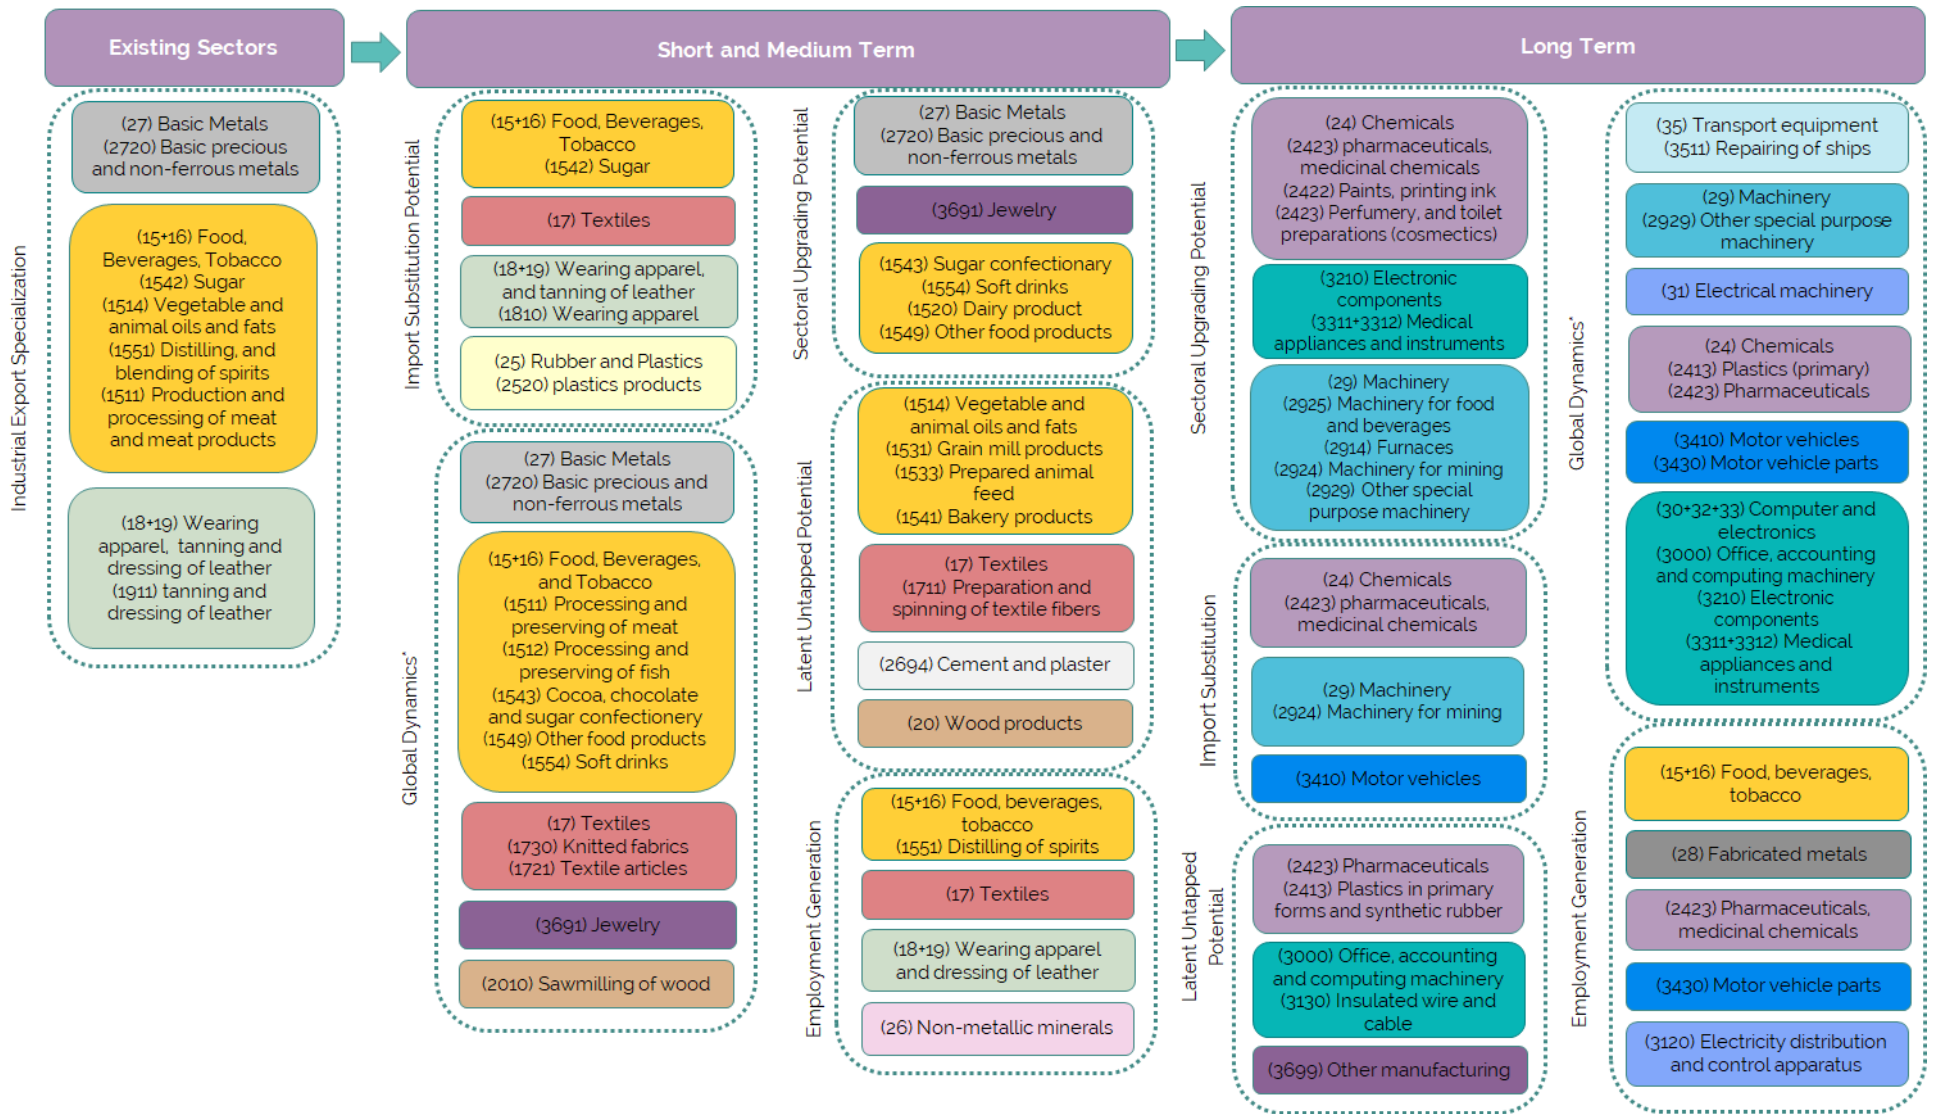 Existing Sectors
Short and Medium Term
Long Term
Industrial Export Specialization
(27) Basic Metals
(2720) Basic precious
and non-ferrous metals
(15+16) Food,
Beverages, Tobacco
(1542) Sugar
(1514) Vegetable and
animal oils and fats
(1551) Distilling, and
blending of spirits
(1511) Production and
processing of meat
and meat products
(18+19) Wearing
apparel, tanning and
dressing of leather
(1911) tanning and
dressing of leather
Import Substitution Potential
(15+16) Food, Beverages,
Tobacco
(1542) Sugar
(17) Textiles
(18+19) Wearing apparel,
and tanning of leather
(1810) Wearing apparel
(25) Rubber and Plastics
(2520) plastics products
Global Dynamics*
(27) Basic Metals
(2720) Basic precious and
non-ferrous metals
(15+16) Food, Beverages,
and Tobacco
(1511) Processing and
preserving of meat
(1512) Processing and
preserving of fish
(1543) Cocoa, chocolate
and sugar confectionery
(1549) Other food products
(1554) Soft drinks
(17) Textiles
(1730) Knitted fabrics
(1721) Textile articles
(3691) Jewelry
(2010) Sawmilling of wood
Sectoral Upgrading Potential
(27) Basic Metals
(2720) Basic precious and
non-ferrous metals
(3691) Jewelry
(1543) Sugar confectionary
(1554) Soft drinks
(1520) Dairy product
(1549) Other food products
Latent Untapped Potential
(1514) Vegetable and
animal oils and fats
(1531) Grain mill products
(1533) Prepared animal
feed
(1541) Bakery products
(17) Textiles
(1711) Preparation and
spinning of textile fibers
(2694) Cement and plaster
(20) Wood products
Employment Generation
(15+16) Food, beverages,
tobacco
(1551) Distilling of spirits
(17) Textiles
(18+19) Wearing apparel
and dressing of leather
(26) Non-metallic minerals
Sectoral Upgrading Potential
(24) Chemicals
(2423) pharmaceuticals,
medicinal chemicals
(2422) Paints, printing ink
(2423) Perfumery, and toilet
preparations (cosmectics)
(3210) Electronic
components
(3311+3312) Medical
appliances and instruments
(29) Machinery
(2925) Machinery for food
and beverages
(2914) Furnaces
(2924) Machinery for mining
(2929) Other special
purpose machinery
Import Substitution
(24) Chemicals
(2423) pharmaceuticals,
medicinal chemicals
(29) Machinery
(2924) Machinery for mining
(3410) Motor vehicles
Latent Untapped
Potential
(2423) Pharmaceuticals
(2413) Plastics in primary
forms and synthetic rubber
(3000) Office, accounting
and computing machinery
(3130) Insulated wire and
cable
(3699) Other manufacturing
Global Dynamics*
(35) Transport equipment
(3511) Repairing of ships
(29) Machinery
(2929) Other special purpose
machinery
(31) Electrical machinery
(24) Chemicals
(2413) Plastics (primary)
(2423) Pharmaceuticals
(3410) Motor vehicles
(3430) Motor vehicle parts
(30+32+33) Computer and
electronics
(3000) Office, accounting
and computing machinery
(3210) Electronic
components
(3311+3312) Medical
appliances and
instruments
Employment Generation
(15+16) Food, beverages,
tobacco
(28) Fabricated metals
(2423) Pharmaceuticals,
medicinal chemicals
(3430) Motor vehicle parts
(3120) Electricity distribution
and control apparatus